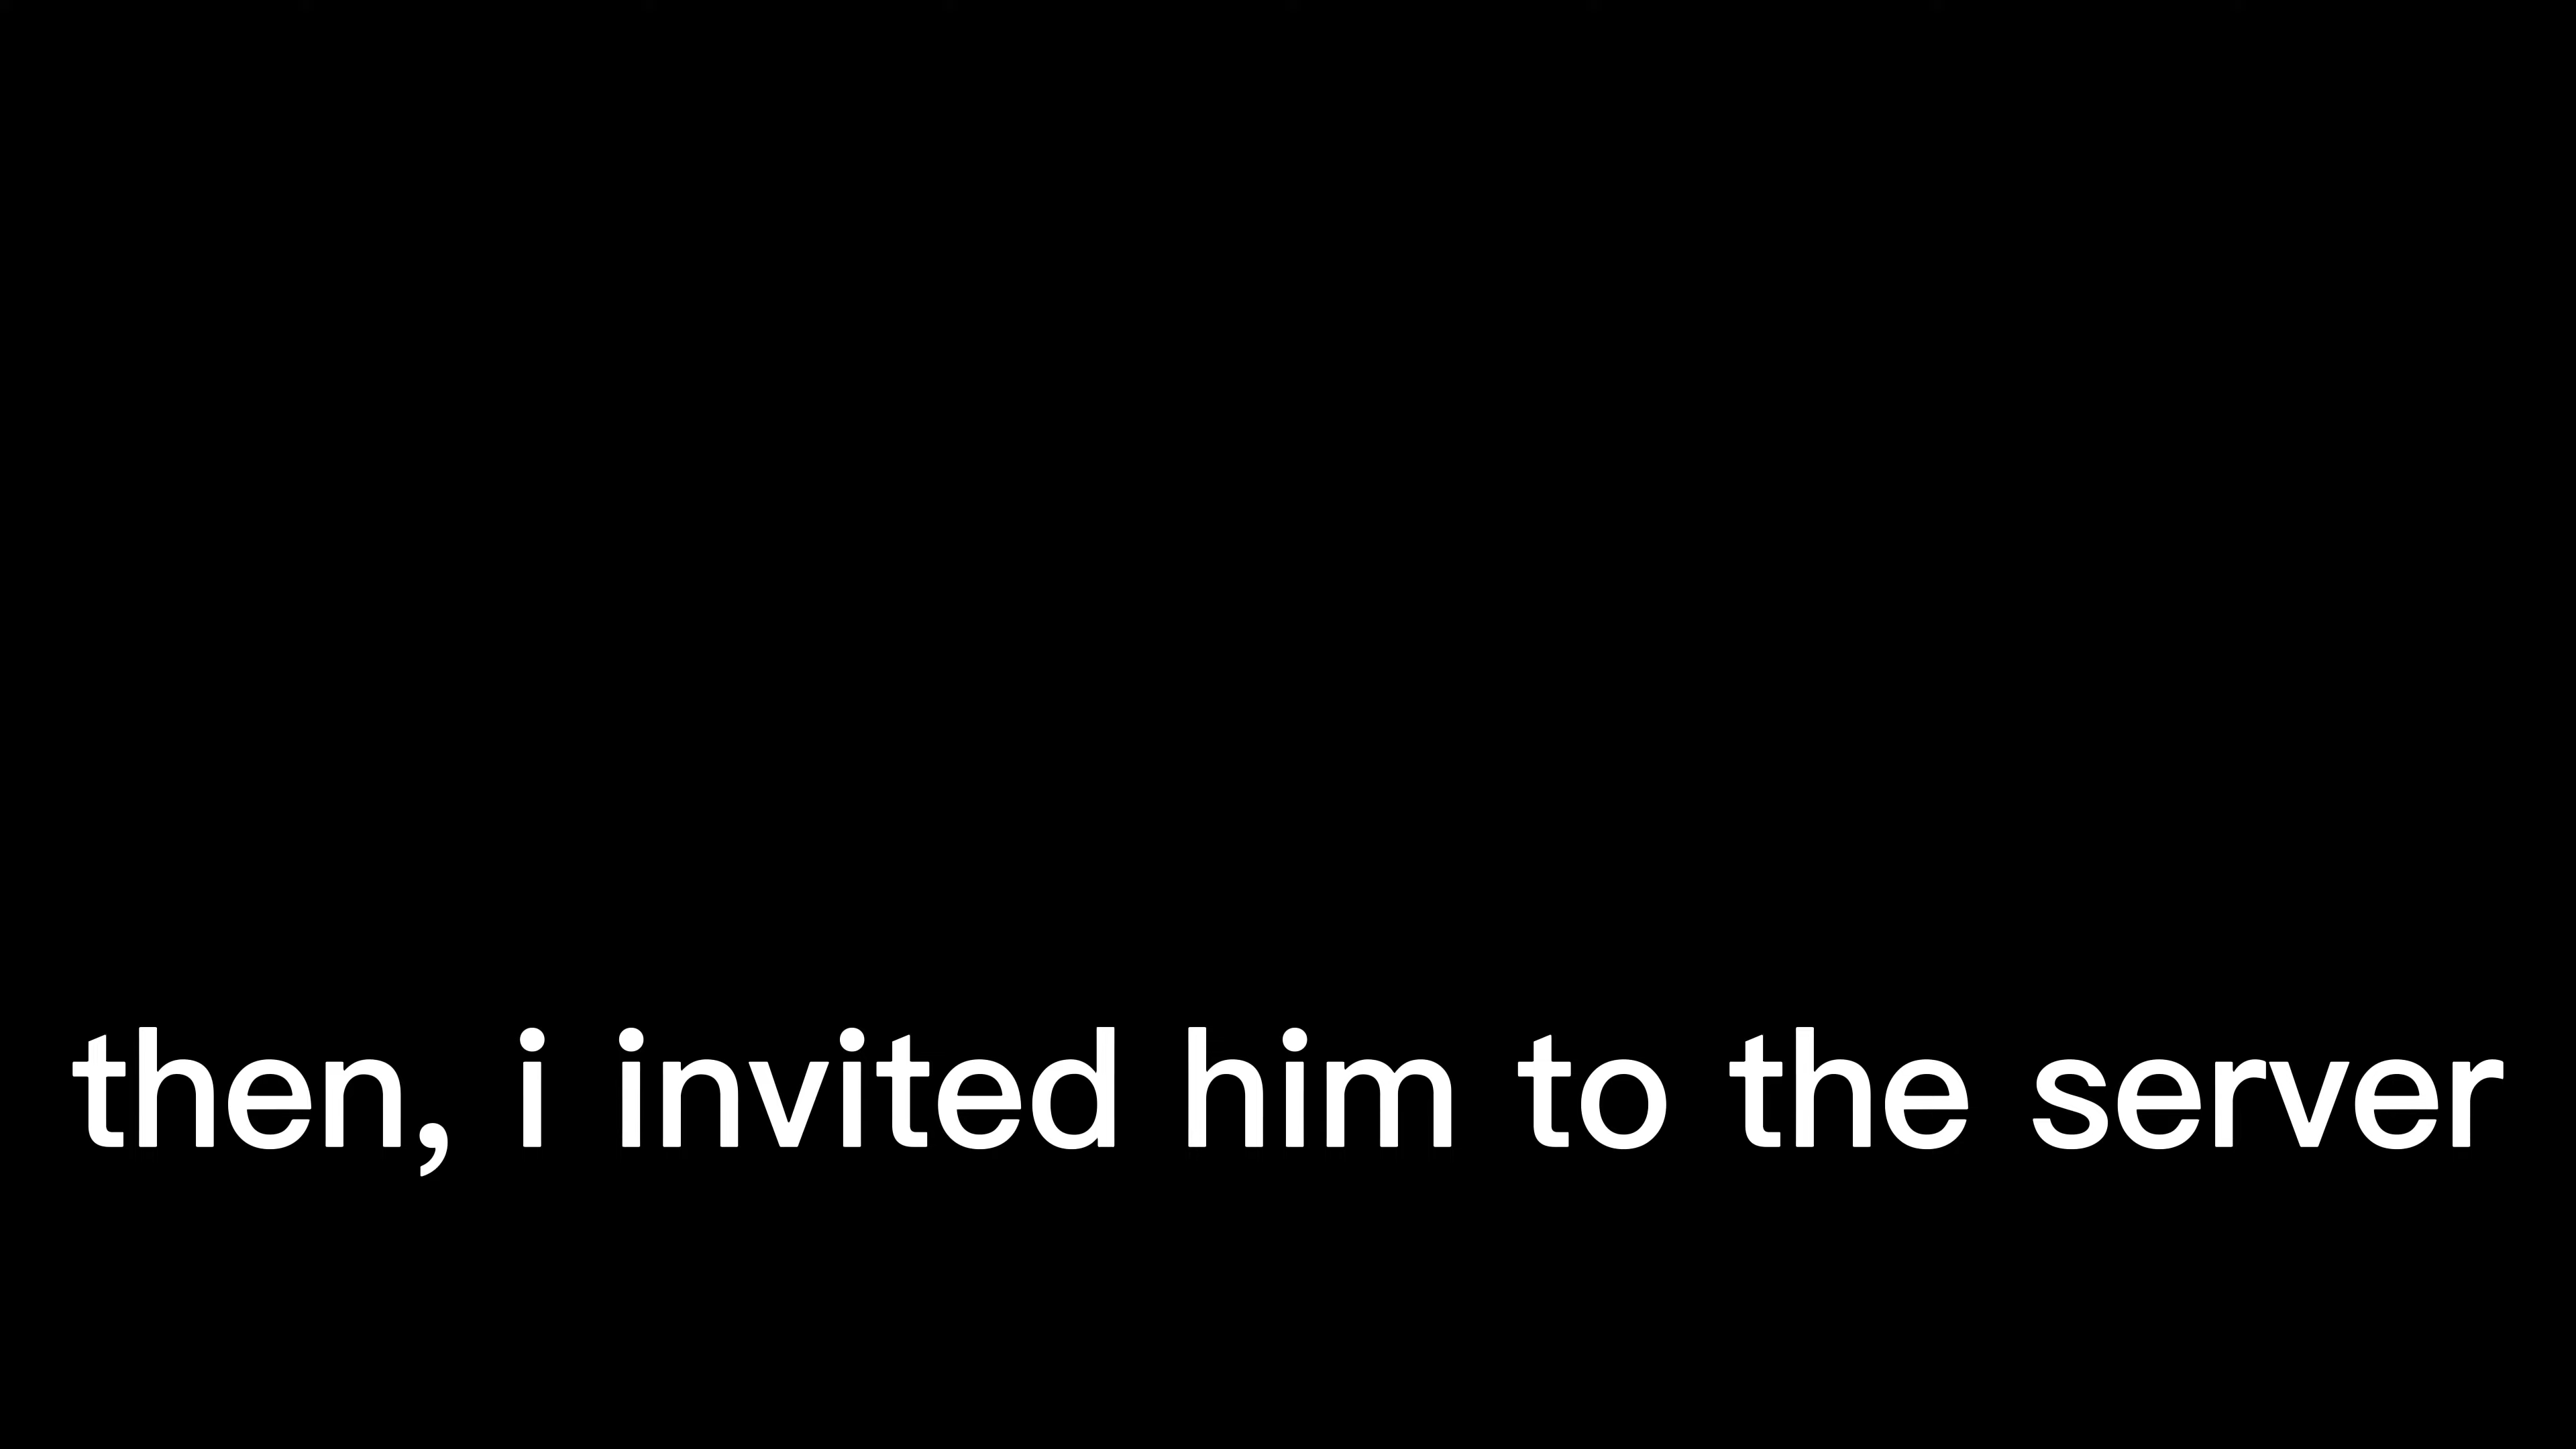 then, i invited him to the server